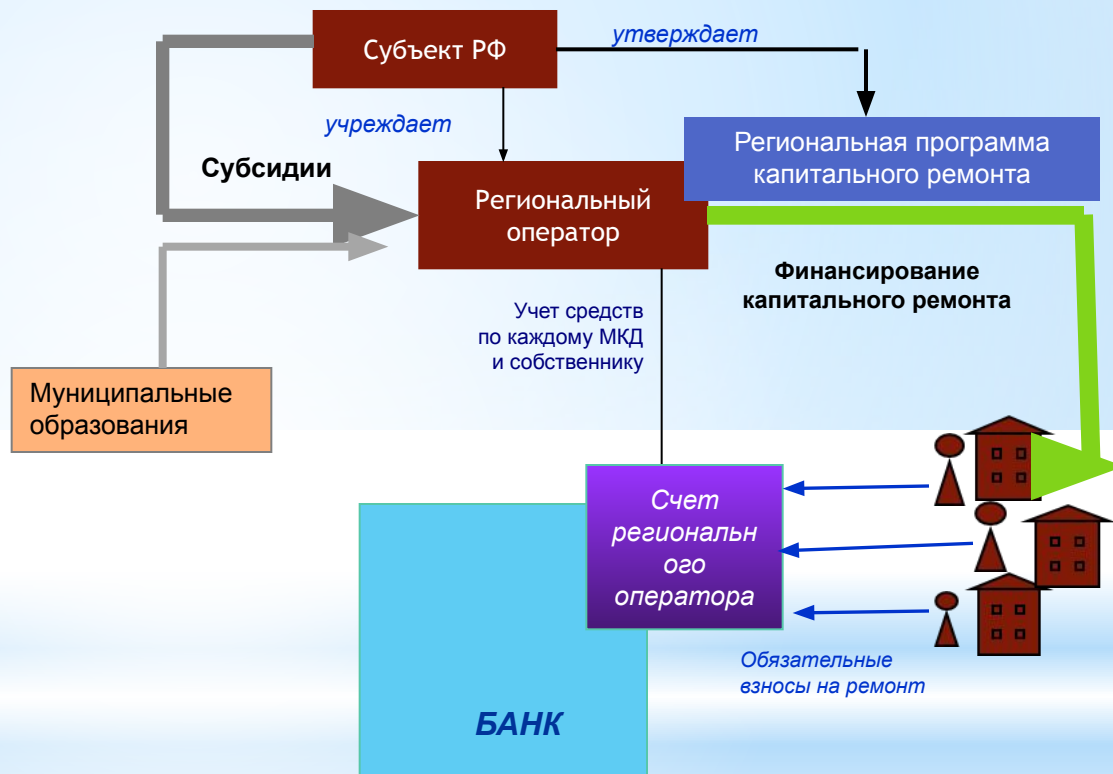 Субъект РФ
утверждает
учреждает
Субсидии
Региональная программа
капитального ремонта
Региональный
оператор
Финансирование
капитального ремонта
Учет средств
по каждому МКД
и собственнику
Муниципальные
образования
Счет
региональн
ого
оператора
Обязательные
взносы на ремонт
БАНК